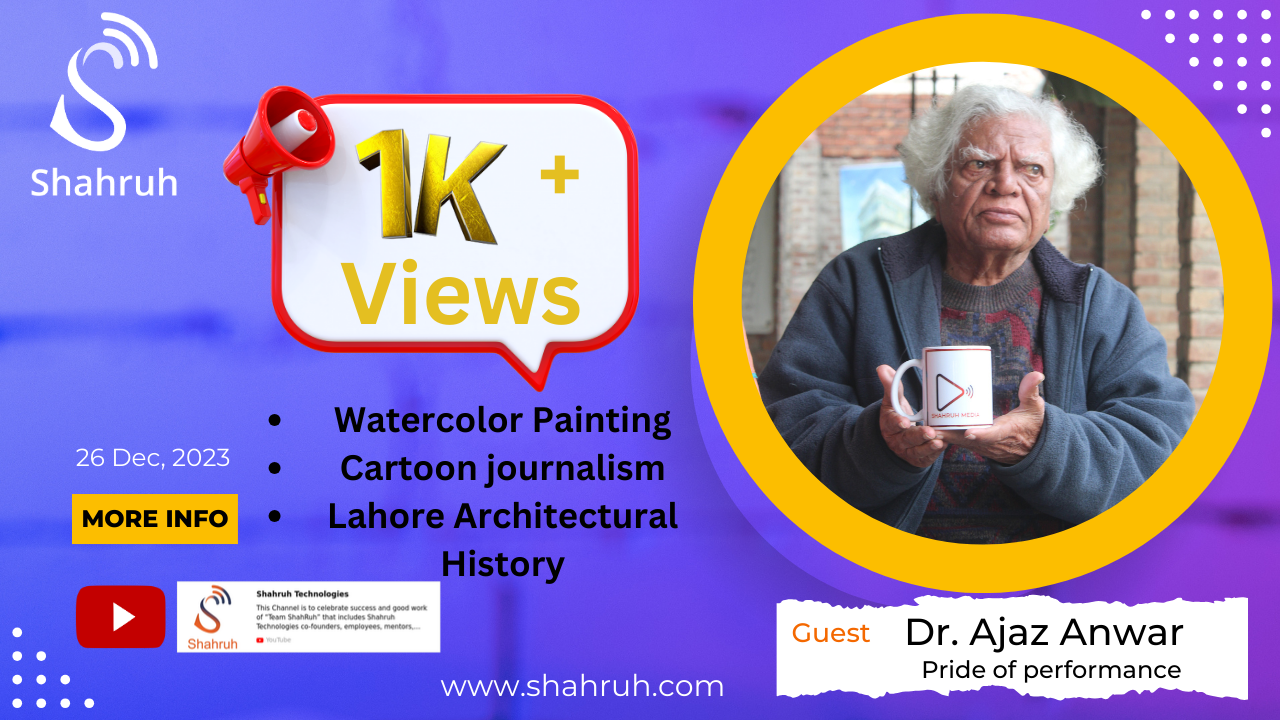 Shahruh
1K +
Views
• Watercolor Painting
• Cartoon journalism
• Lahore Architectural
History
26 Dec, 2023
MORE INFO
Shahruh
Shahruh Technologies
This Channel is to celebrate success and good work
of "Team ShahRuh" that includes Shahruh
Technologies co-founders, employees, mentors,...
YouTube
www.shahruh.com
SHAHRUH MEDIA
Guest Dr. Ajaz Anwar
Pride of performance